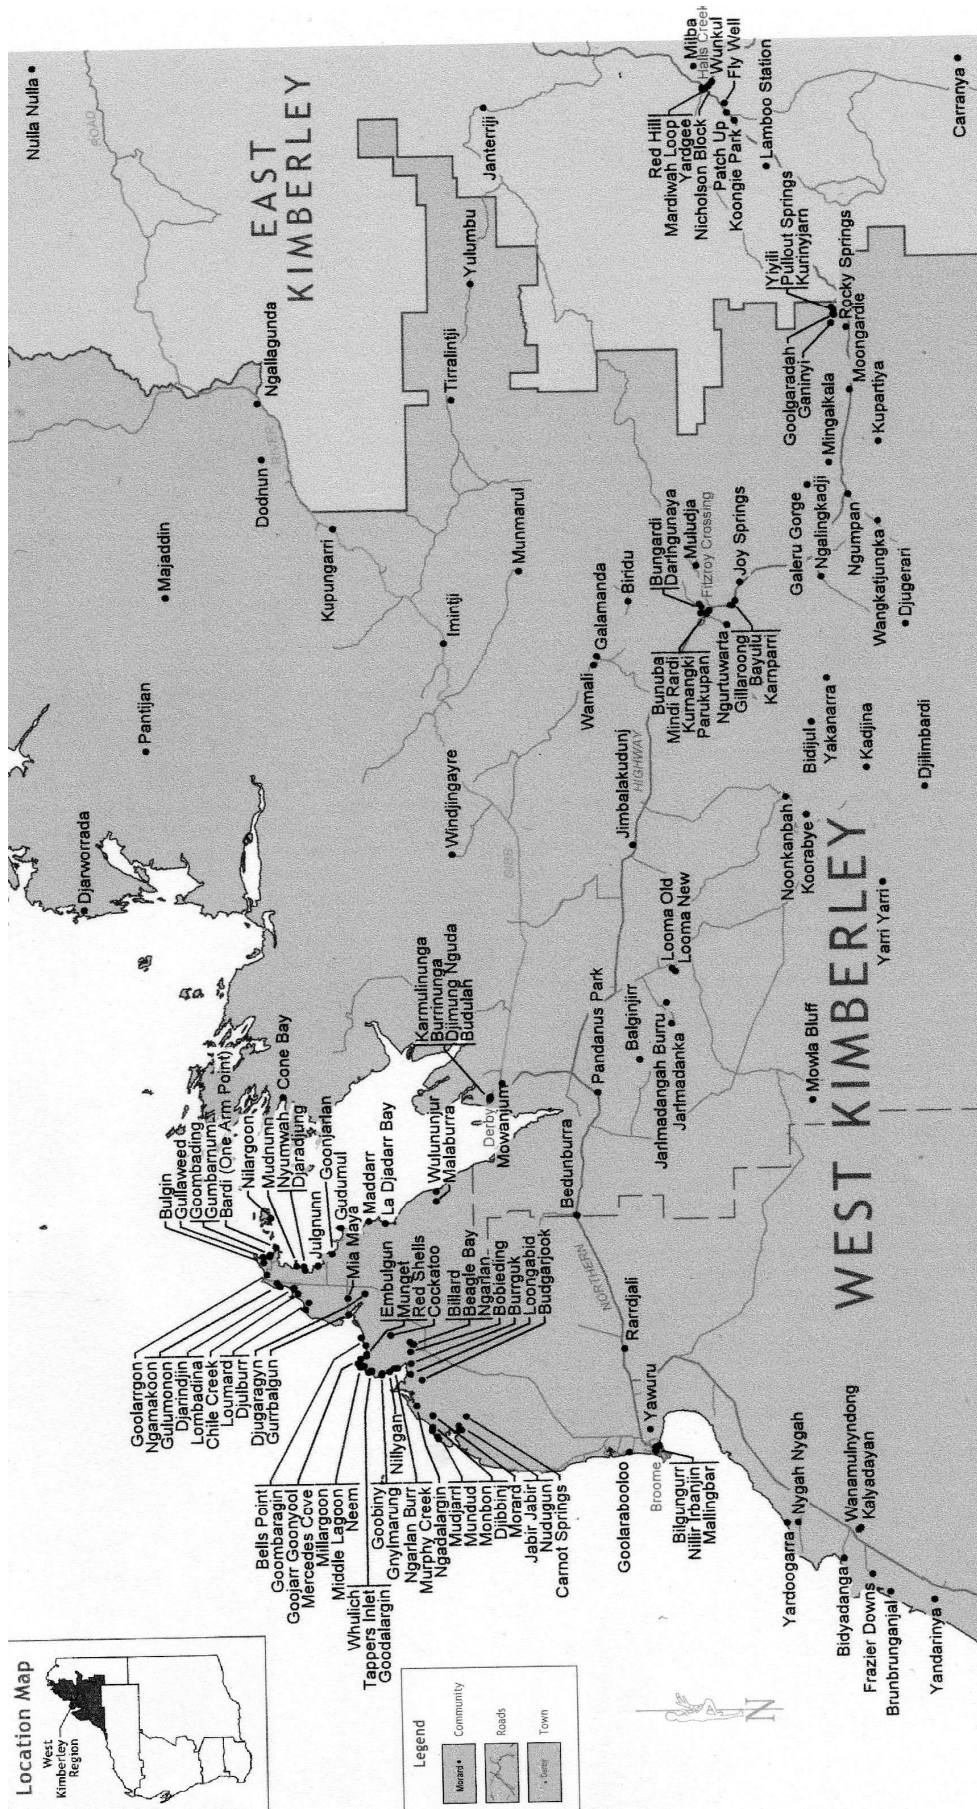 Location Map
West
Kimberley
Region
Legend
Morard
Community
Roads
Derby
Town
N
EAST
KIMBERLEY
WEST KIMBERLEY
Nulla Nulla
ROAD
Ngallagunda
RIVER
Dodnun
Majaddin
Pantijan
Djarworrada
Kupungarri
Imintji
Munmarul
Tirralintji
Yulumbu
Janterriji
Windjingayre
GIBB
Wamali
Galamanda
Biridu
Jimbalakudunj
HIGHWAY
Milba
Halls Creek
Wunkul
Fly Well
Red Hill
Mardiwah Loop
Yardgee
Nicholson Block
Patch Up
Koongie Park
Lamboo Station
Carranya
Yiyili
Pullout Springs
Kurinyjarn
Rocky Springs
Goolgaradah
Ganinyi
Moongardie
Mingalkala
Kupartiya
Galeru Gorge
Ngalingkadji
Ngumpan
Wangkatjungka
Djugerari
Bungardi
Darlngunaya
Muludja
Fitzroy Crossing
Joy Springs
Bunuba
Mindi Rardi
Kurnangki
Parukupan
Ngurtuwarta
Gillaroong
Bayulu
Karnparri
Bidijul
Yakanarra
Kadjina
Djilimbardi
Noonkanbah
Koorabye
Yarri Yarri
Looma Old
Looma New
Balginjirr
Jarlmadangah Burru
Jarlmadanka
Mowla Bluff
Pandanus Park
Bedunburra
NORTHERN
Rarrdjali
Karmulinunga
Burrinunga
Djimung Nguda
Budulah
Derby
Mowanjum
Wulununjur
Malaburra
Cone Bay
Bulgin
Gullaweed &
Goombading
Gumbarnum
Bardi (One Arm Point)
Nilargoon
Mudnunn
Nyumwah
Djaradjung
Julgnunn
Goonjarlan
Gudumul
Mia Maya
Maddarr
La Djadarr Bay
Goolarrgon
Ngamakoon
Gulumonon
Djarindjin
Lombadina
Chile Creek
Loumard
Djulburr
Djugaragyn
Gurrbalgun
Embulgun
Munget
Red Shells
Cockatoo
Billard
Beagle Bay
Ngarlan
Bobieding
Burrguk
Loongabid
Budgarjook
Bells Point
Goombaragin
Goojarr Goonyool
Mercedes Cove
Millargoon
Middle Lagoon
Neem
Whulich
Tappers Inlet
Goodalargin
Goobiny
Gnylmarung
Nillygan
Ngarlan Burr
Murphy Creek
Ngadalargin
Mudjarrl
Mundud
Monbon
Djibbinj
Morard
Jabir Jabir
Nudugun
Carnot Springs
Goolarabooloo
Broome
Yawuru
Bilgungurr
Nillir Irbanjin
Mallingbar
Yardoogarra
Nygah Nygah
Wanamulnyndong
Kalyadayan
Bidyadanga
Frazier Downs
Brunbrunganjal
Yandarinya